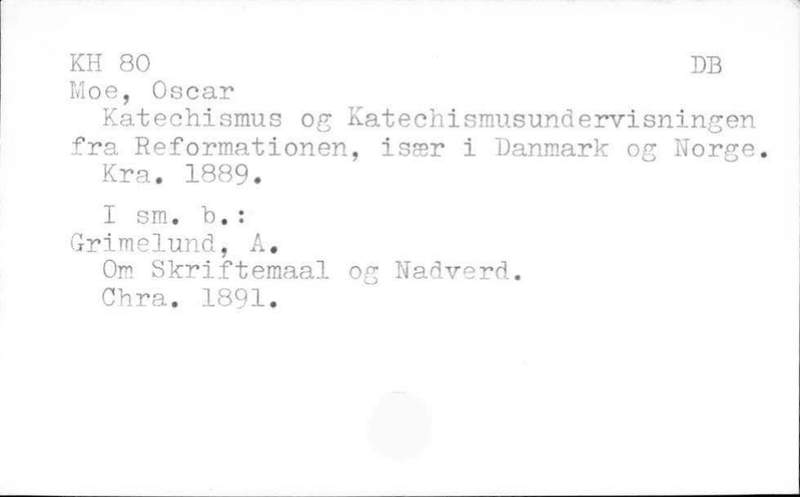 KH 80 DB
Moe, Oscar
Katechismus og Katechismusundervisningen
fra Reformationen, især i Danmark og Norge.
Kra. 1889.
I sm. b.:
Grimelund, A.
Om Skriftemaal og Nadverd.
Chra. 1891.